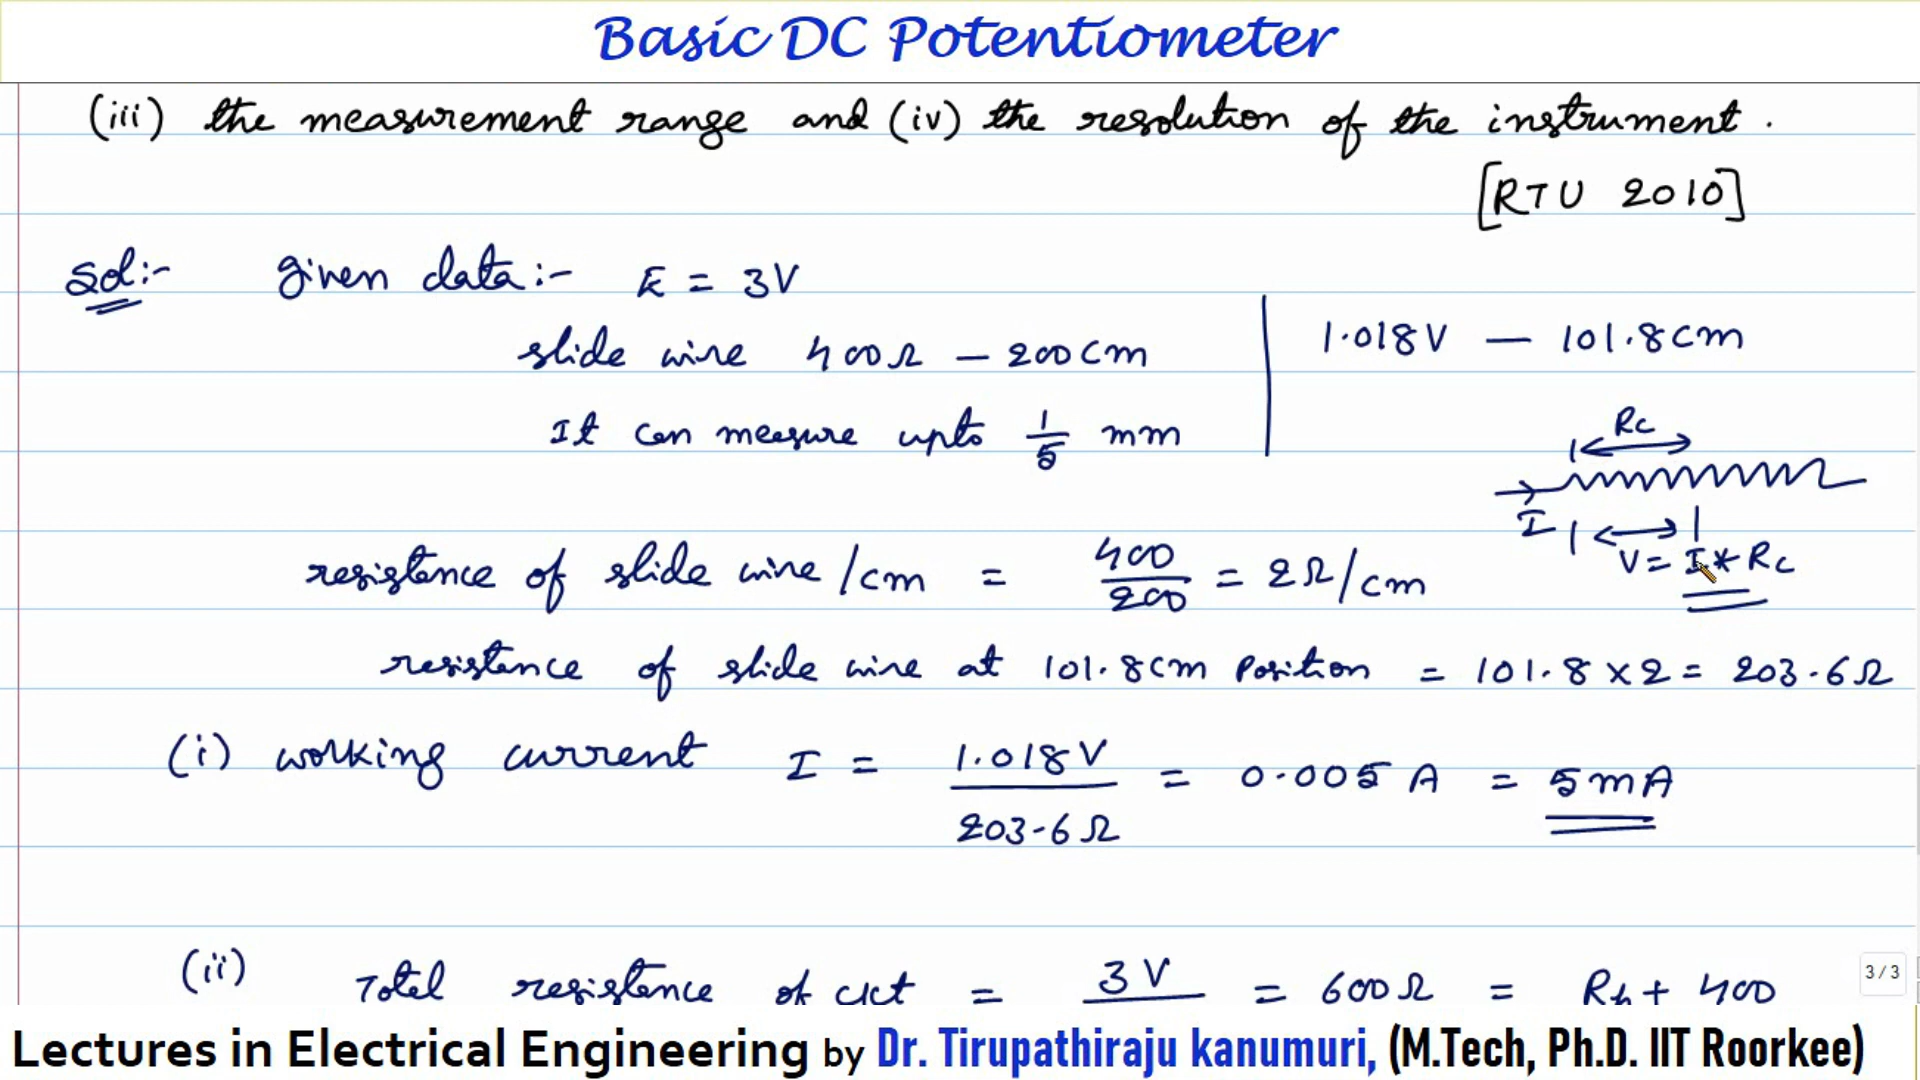 Basic DC Potentiometer
(iii) the measurement range and (iv) the resolution of the instrument.
[RTU 2010]
Sol:- given data:- E = 3V
slide wire 400Ω - 200cm
It can measure upto 1/5 mm
1.018V — 101.8cm
Rc
I
V = I * Rc
resistance of slide wire /cm = 400/200 = 2Ω/cm
resistance of slide wire at 101.8cm Position = 101.8 x 2 = 203.6Ω
(i) working current I = 1.018V / 203.6Ω = 0.005 A = 5mA
(ii) Total resistance of ckt = 3V = 600Ω = Rh + 400
3/3
Lectures in Electrical Engineering by Dr. Tirupathiraju kanumuri, (M.Tech, Ph.D. IIT Roorkee)